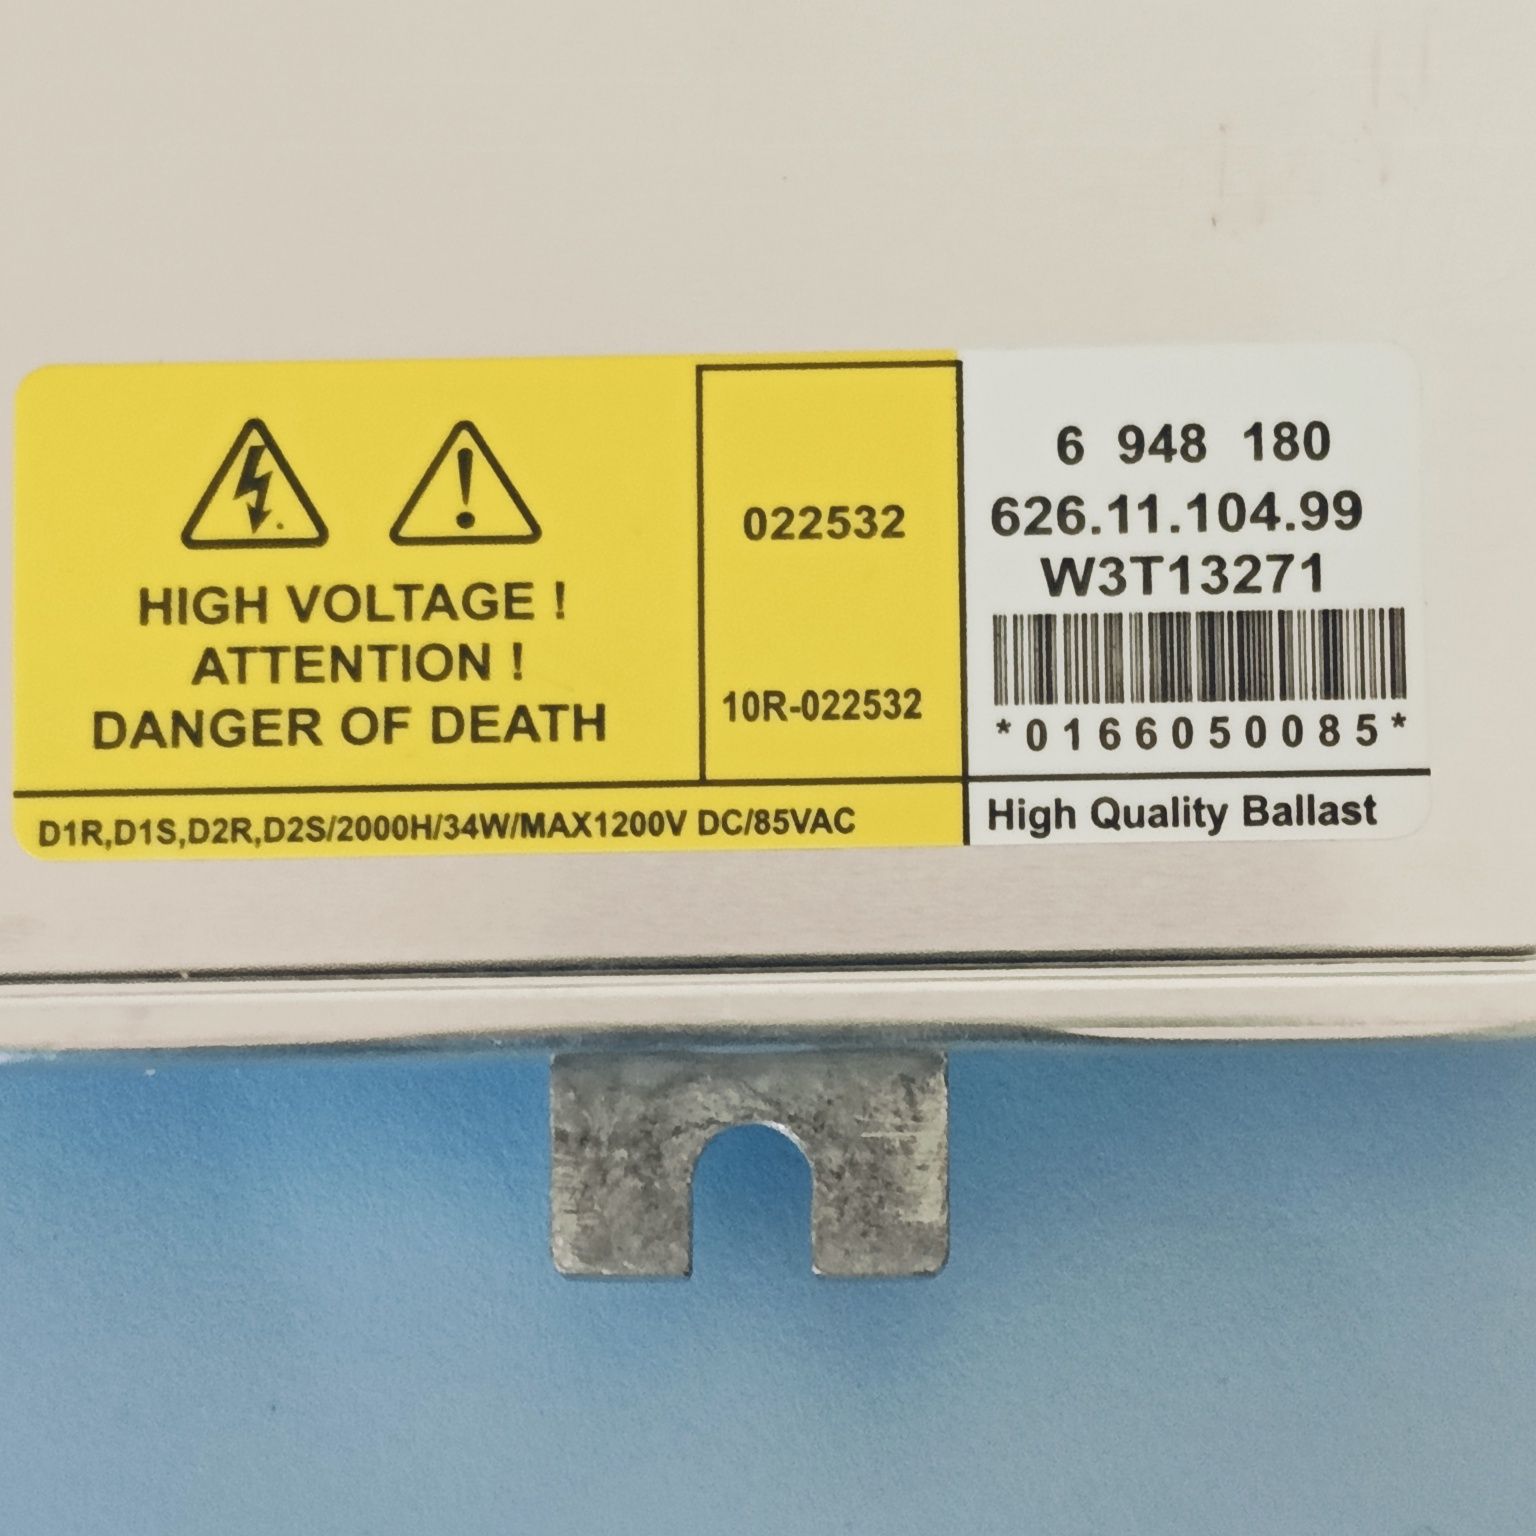 HIGH VOLTAGE !
ATTENTION !
DANGER OF DEATH
022532
10R-022532
6 948 180
626.11.104.99
W3T13271
*0166050085*
D1R,D1S,D2R,D2S/2000H/34W/MAX1200V DC/85VAC
High Quality Ballast